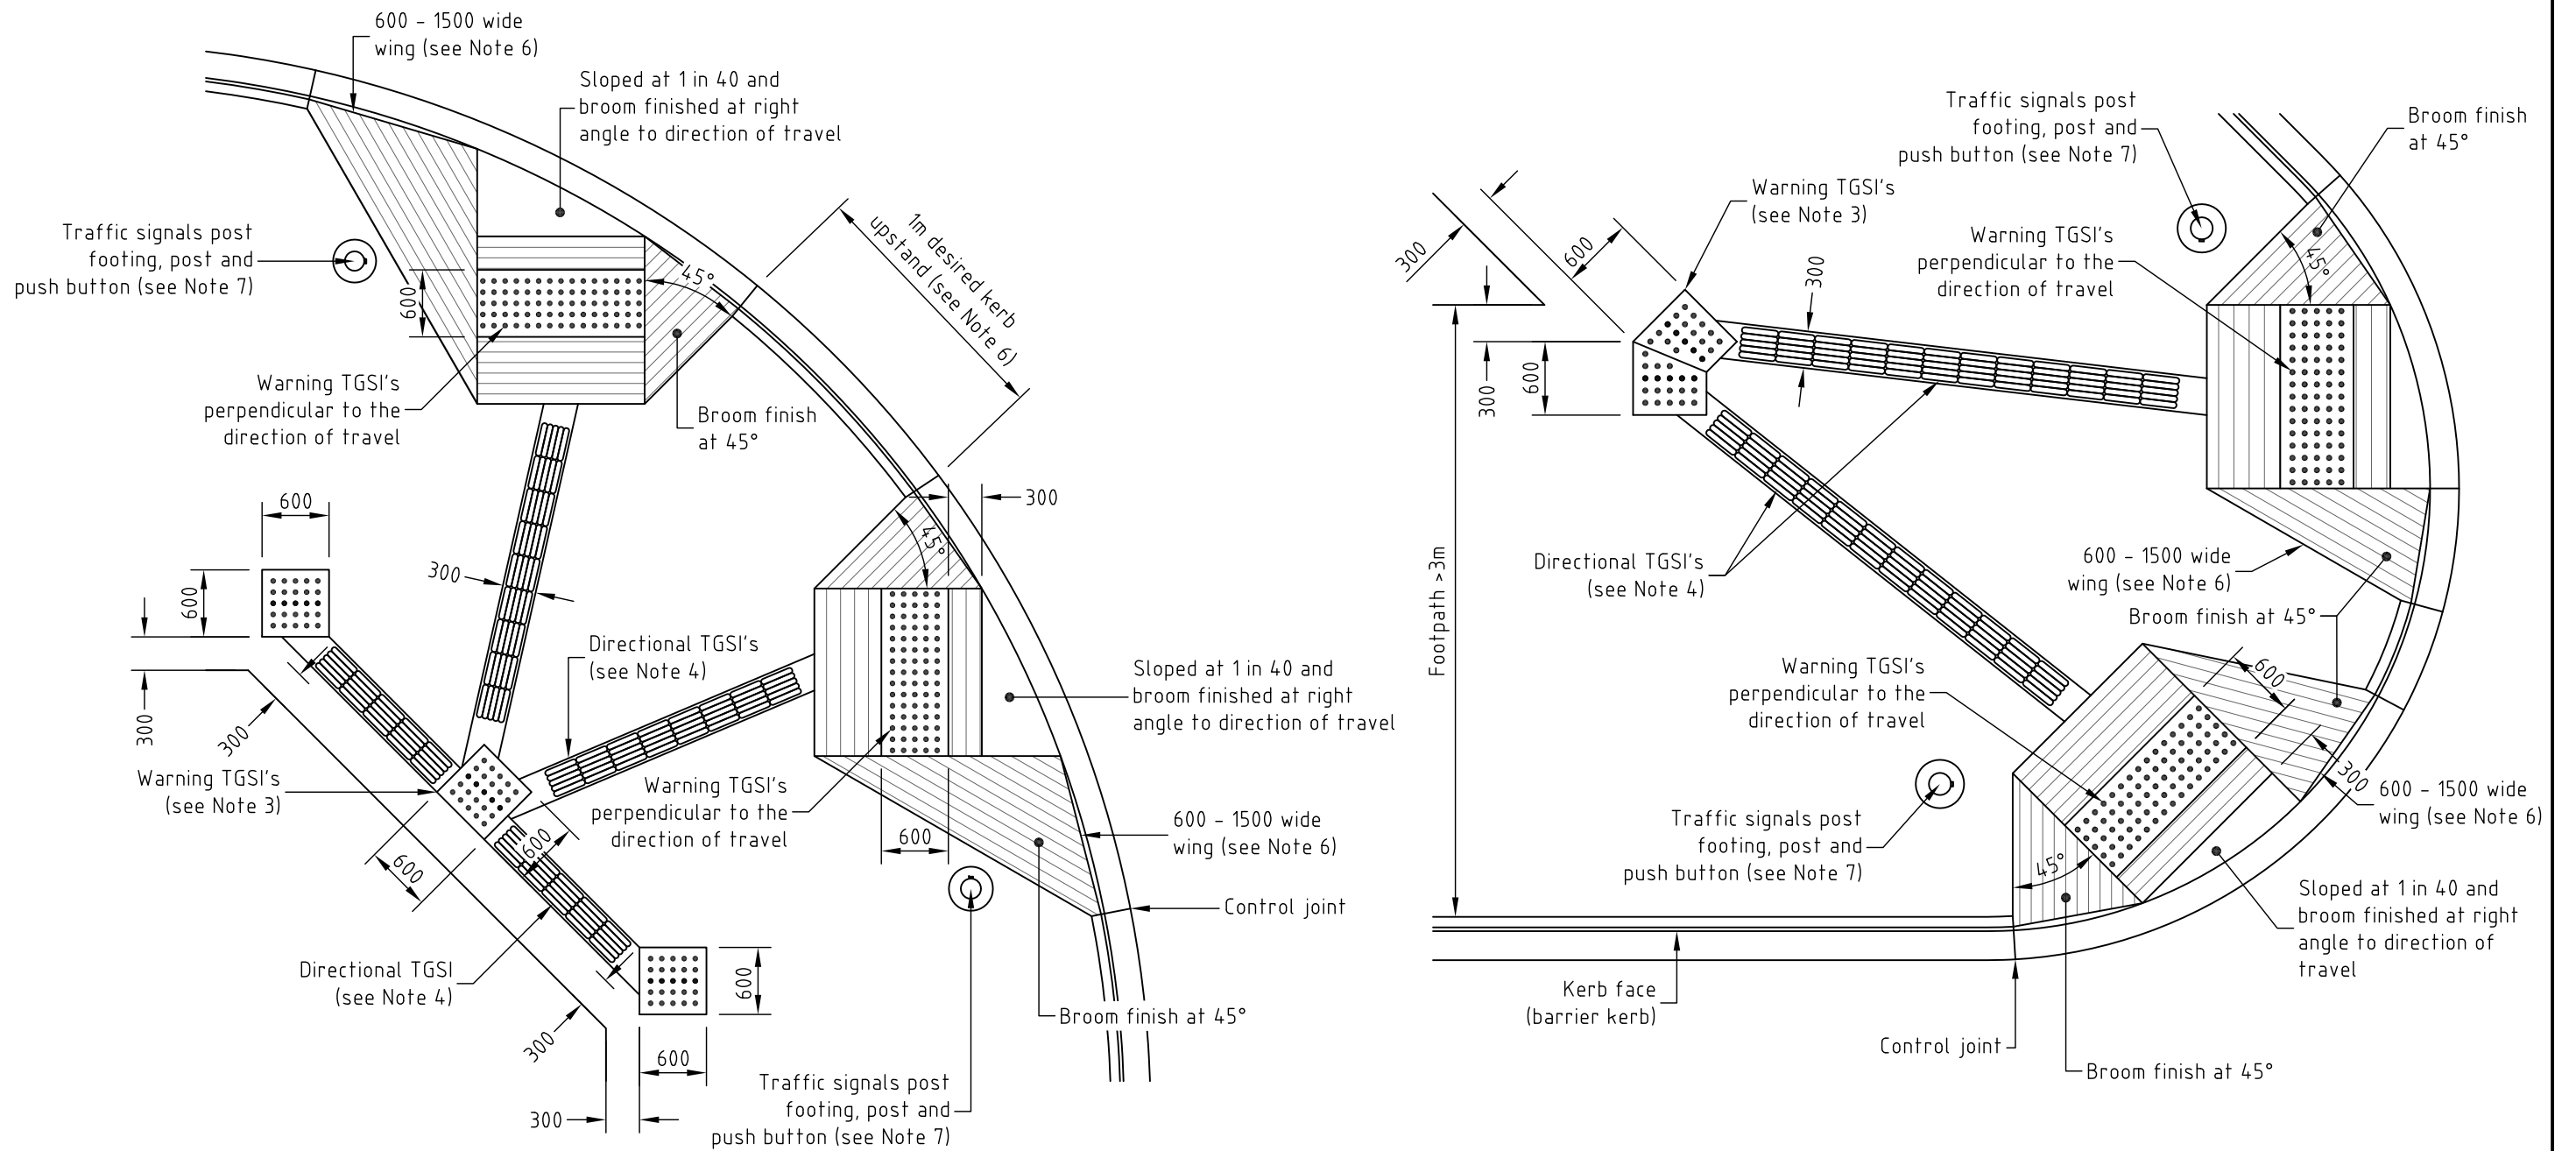 600 - 1500 wide
wing (see Note 6)
Sloped at 1 in 40 and
broom finished at right
angle to direction of travel
Traffic signals post
footing, post and
push button (see Note 7)
600
45°
1m desired kerb
upstand (see Note 6)
Warning TGSI's
perpendicular to the
direction of travel
Broom finish
at 45°
600
300
45°
600
300
300
300
Directional TGSI's
(see Note 4)
Sloped at 1 in 40 and
broom finished at right
angle to direction of travel
Warning TGSI's
(see Note 3)
Warning TGSI's
perpendicular to the
direction of travel
600
600
600
600 - 1500 wide
wing (see Note 6)
Control joint
Directional TGSI
(see Note 4)
600
300
600
300
Broom finish at 45°
Traffic signals post
footing, post and
push button (see Note 7)
Traffic signals post
footing, post and
push button (see Note 7)
Broom finish
at 45°
Warning TGSI's
(see Note 3)
300
600
300
Warning TGSI's
perpendicular to the
direction of travel
45°
600
300
Footpath >3m
Directional TGSI's
(see Note 4)
600 - 1500 wide
wing (see Note 6)
Broom finish at 45°
Warning TGSI's
perpendicular to the
direction of travel
600
300
600 - 1500 wide
wing (see Note 6)
Traffic signals post
footing, post and
push button (see Note 7)
45°
Sloped at 1 in 40 and
broom finished at right
angle to direction of
travel
Kerb face
(barrier kerb)
Control joint
Broom finish at 45°